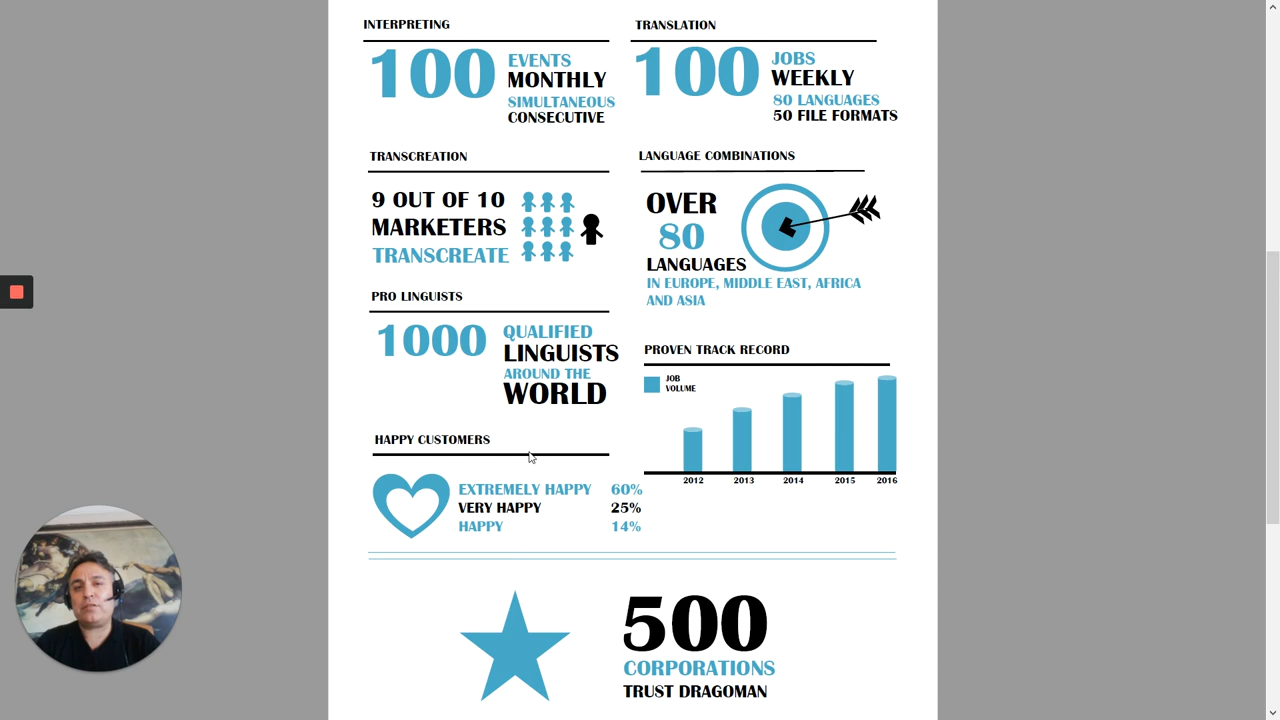 INTERPRETING
100
EVENTS
MONTHLY
SIMULTANEOUS
CONSECUTIVE
TRANSLATION
100
JOBS
WEEKLY
80 LANGUAGES
50 FILE FORMATS
TRANSCREATION
9 OUT OF 10
MARKETERS
TRANSCREATE
LANGUAGE COMBINATIONS
OVER
80
LANGUAGES
IN EUROPE, MIDDLE EAST, AFRICA
AND ASIA
PRO LINGUISTS
1000
QUALIFIED
LINGUISTS
AROUND THE
WORLD
PROVEN TRACK RECORD
JOB
VOLUME
2012 2013 2014 2015 2016
HAPPY CUSTOMERS
EXTREMELY HAPPY 60%
VERY HAPPY 25%
HAPPY 14%
500
CORPORATIONS
TRUST DRAGOMAN